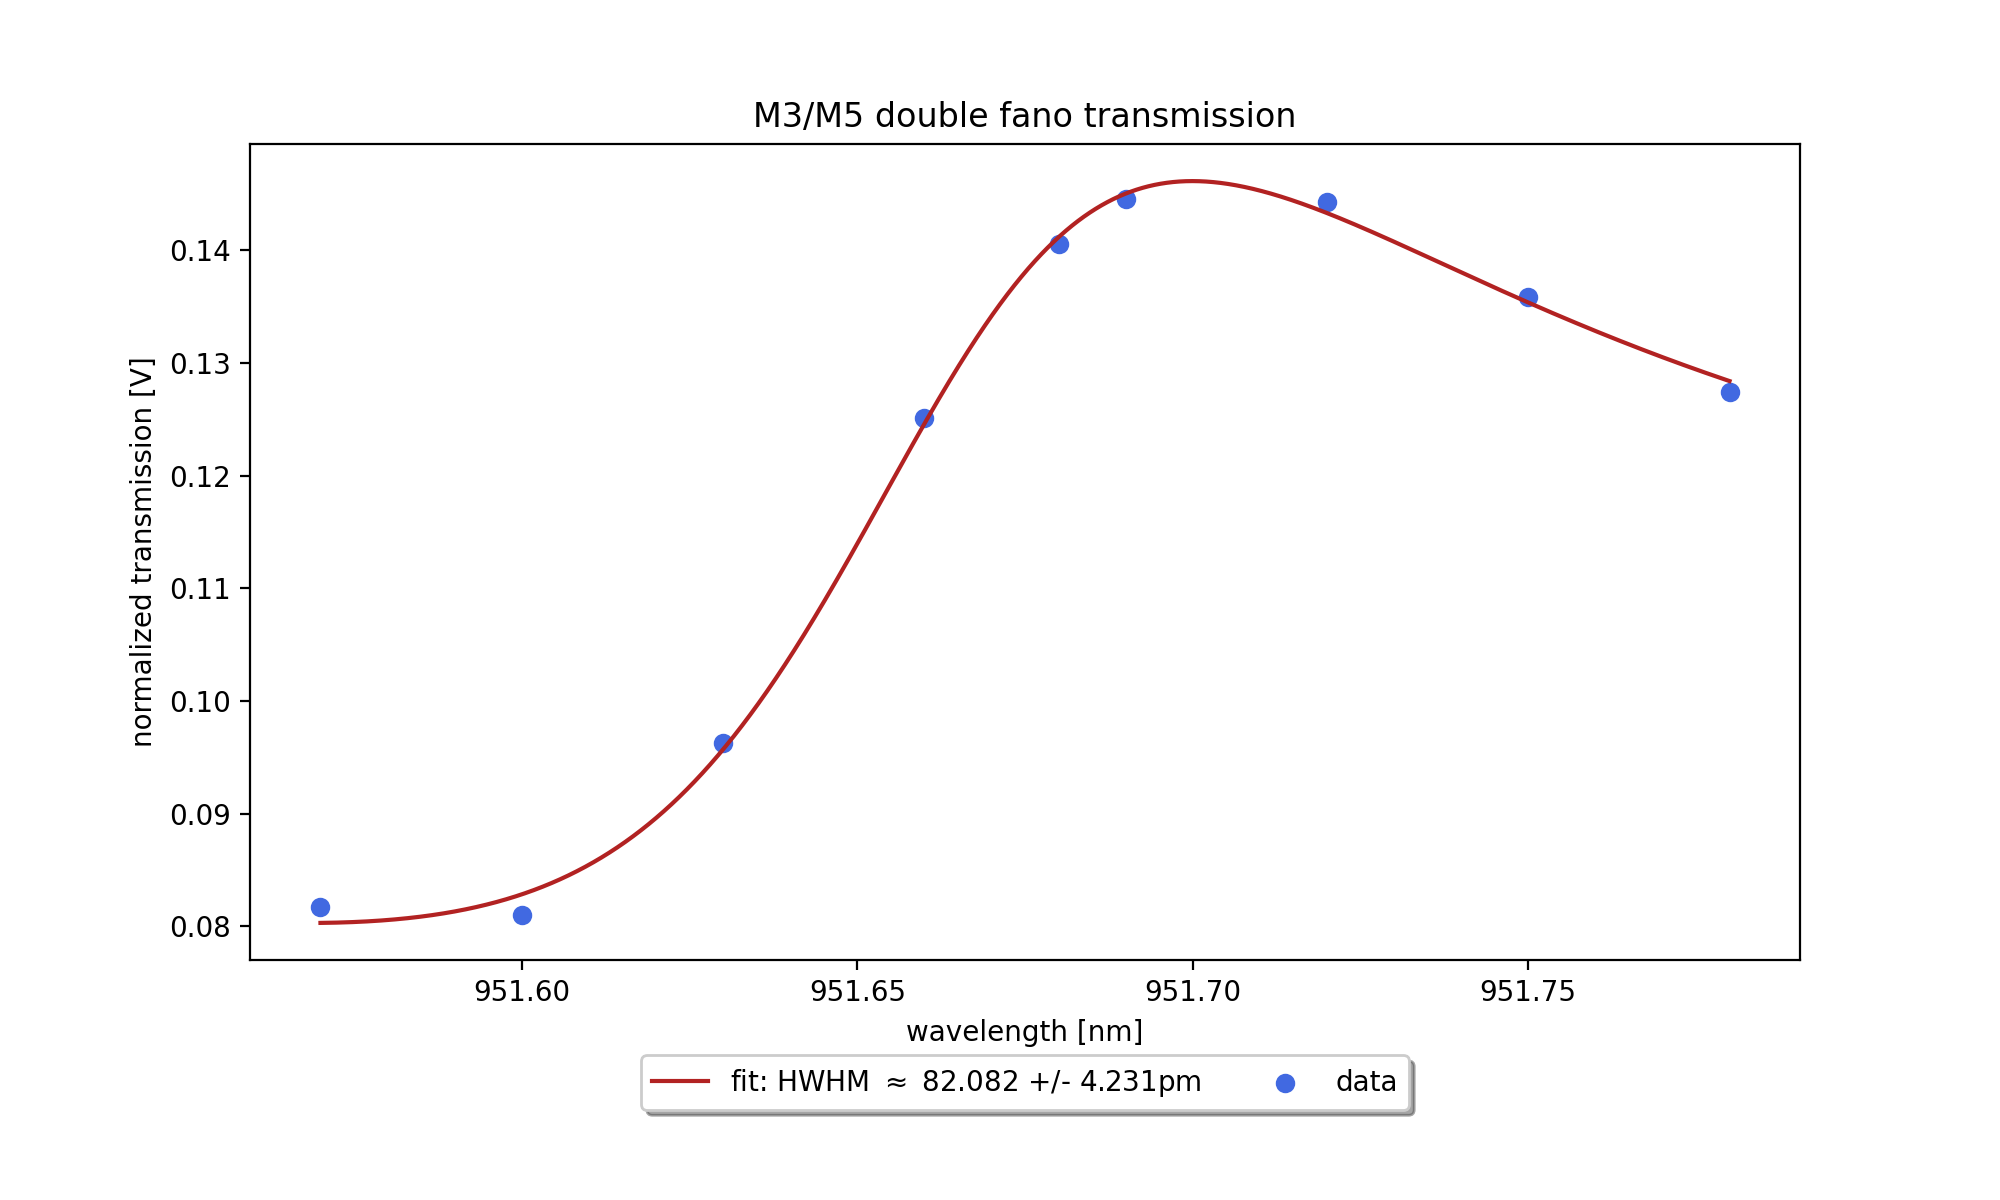 M3/M5 double fano transmission
normalized transmission [V]
0.14
0.13
0.12
0.11
0.10
0.09
0.08
951.60 951.65 951.70 951.75
wavelength [nm]
fit: HWHM ≈ 82.082 +/- 4.231pm data